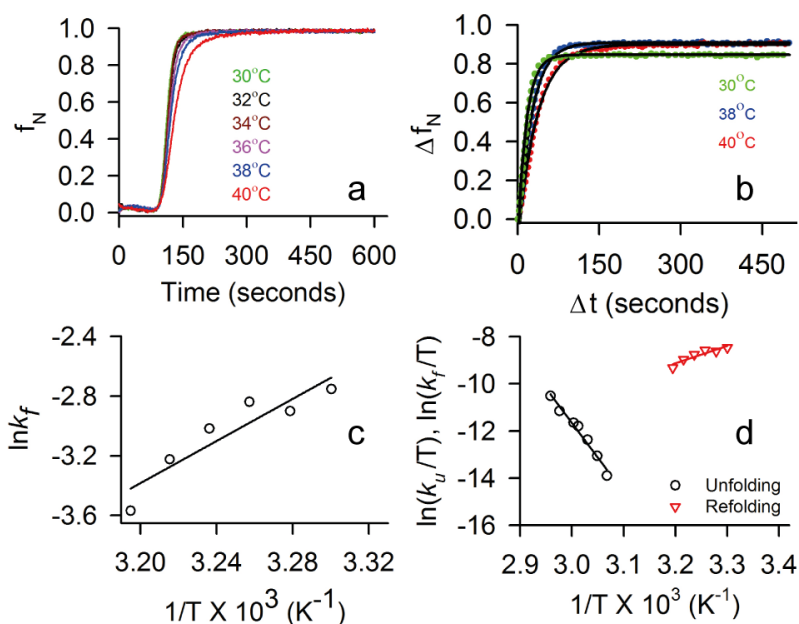 1.0
0.8
0.6
0.4
0.2
0.0
f_N
30°C
32°C
34°C
36°C
38°C
40°C
a
0 150 300 450 600
Time (seconds)
1.0
0.8
0.6
0.4
0.2
0.0
Δf_N
30°C
38°C
40°C
b
0 150 300 450
Δt (seconds)
-2.4
-2.8
-3.2
-3.6
lnk_f
c
3.20 3.24 3.28 3.32
1/T X 10³ (K⁻¹)
-8
-10
-12
-14
-16
ln(k_u/T), ln(k_f/T)
d
Unfolding
Refolding
2.9 3.0 3.1 3.2 3.3 3.4
1/T X 10³ (K⁻¹)